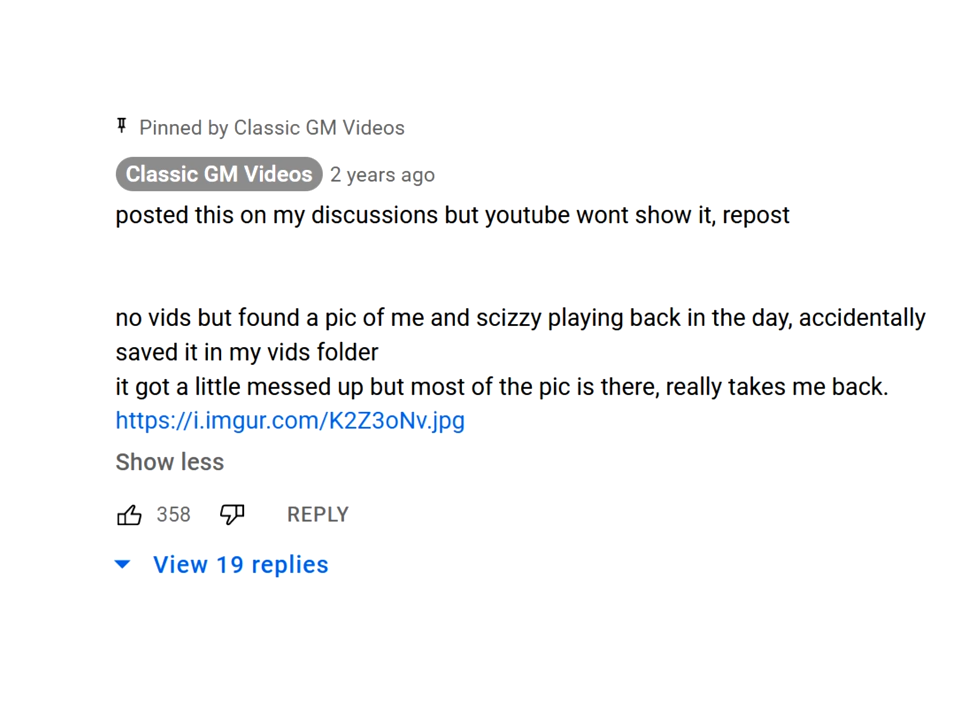 Pinned by Classic GM Videos
Classic GM Videos 2 years ago
posted this on my discussions but youtube wont show it, repost
no vids but found a pic of me and scizzy playing back in the day, accidentally
saved it in my vids folder
it got a little messed up but most of the pic is there, really takes me back.
https://i.imgur.com/K2Z3oNv.jpg
Show less
358 REPLY
View 19 replies